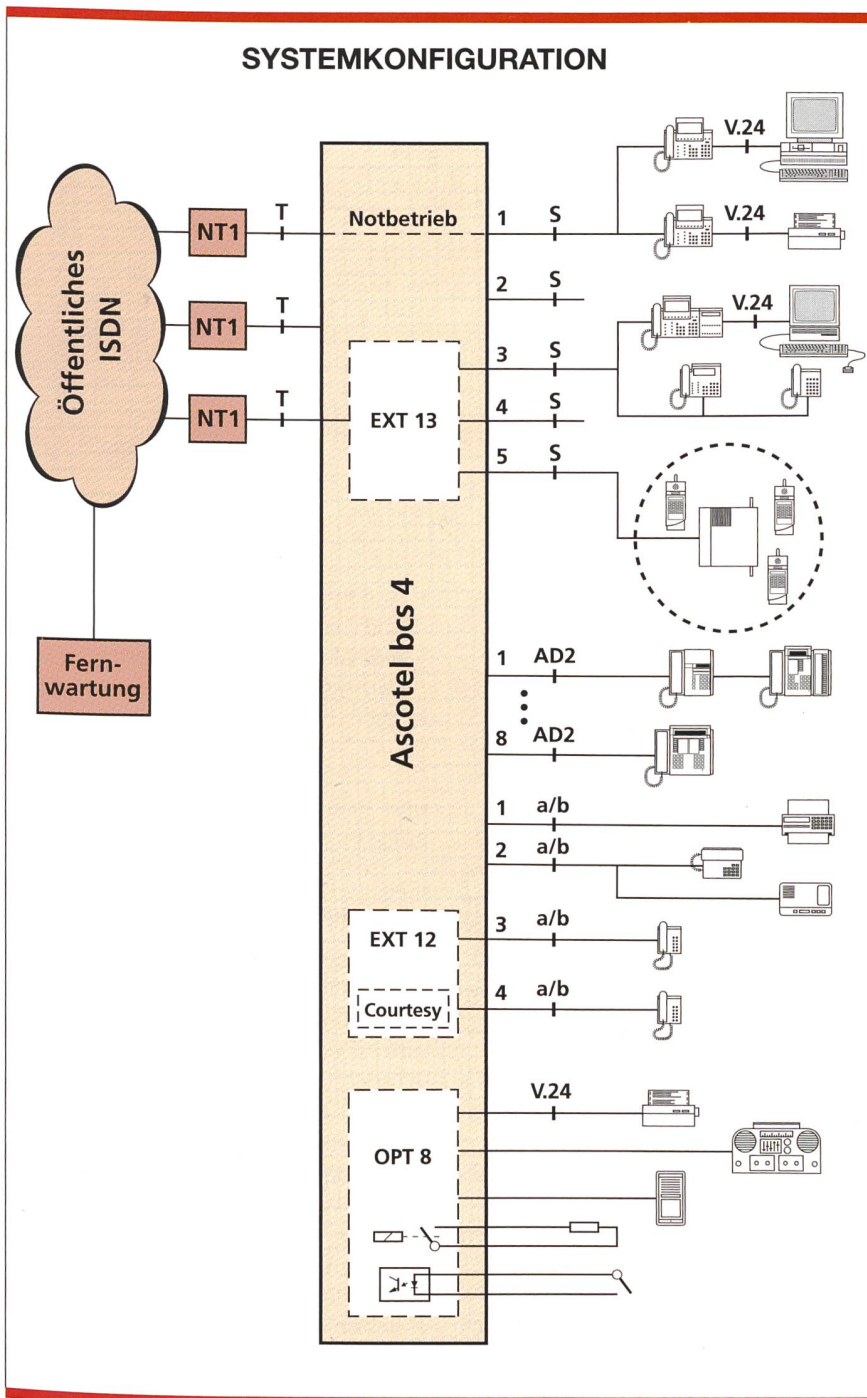 SYSTEMKONFIGURATION
Öffentliches
ISDN
NT1
T
NT1
T
NT1
T
Fern-
wartung
Ascotel bcs 4
Notbetrieb
EXT 13
EXT 12
Courtesy
OPT 8
1 S
V.24
V.24
2 S
3 S
V.24
4 S
5 S
1 AD2
8 AD2
1 a/b
2 a/b
3 a/b
4 a/b
V.24